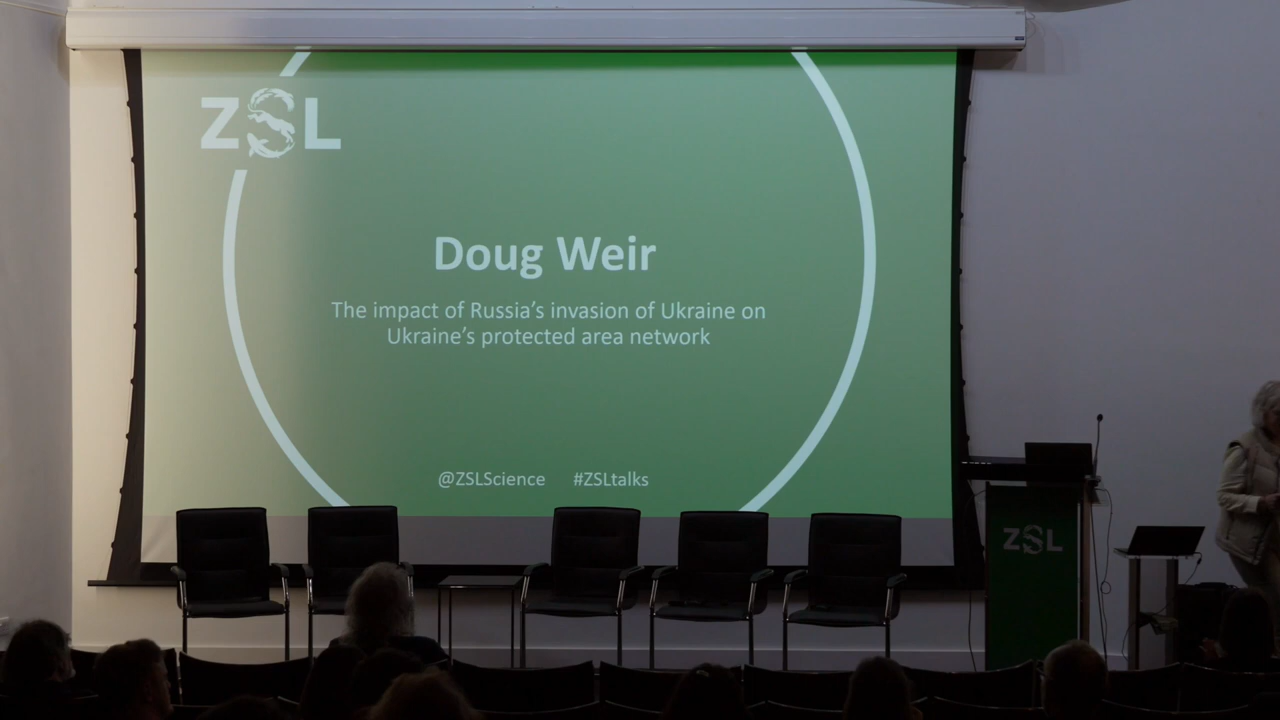 ZSL
Doug Weir
The impact of Russia's invasion of Ukraine on
Ukraine's protected area network
@ZSLScience #ZSLtalks
ZSL